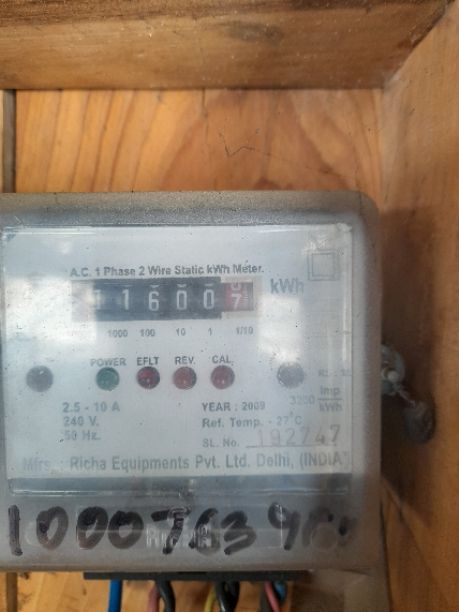 A.C. 1 Phase 2 Wire Static kWh Meter.
11600 7 kWh
1000 100 10 1 1/10
POWER EFLT REV. CAL.
2.5 - 10 A YEAR : 2009 3200 Imp/kWh
240 V. Ref. Temp. - 27°C
50 Hz. SL. No. 192747
Mfrs. : Richa Equipments Pvt. Ltd. Delhi, (INDIA)